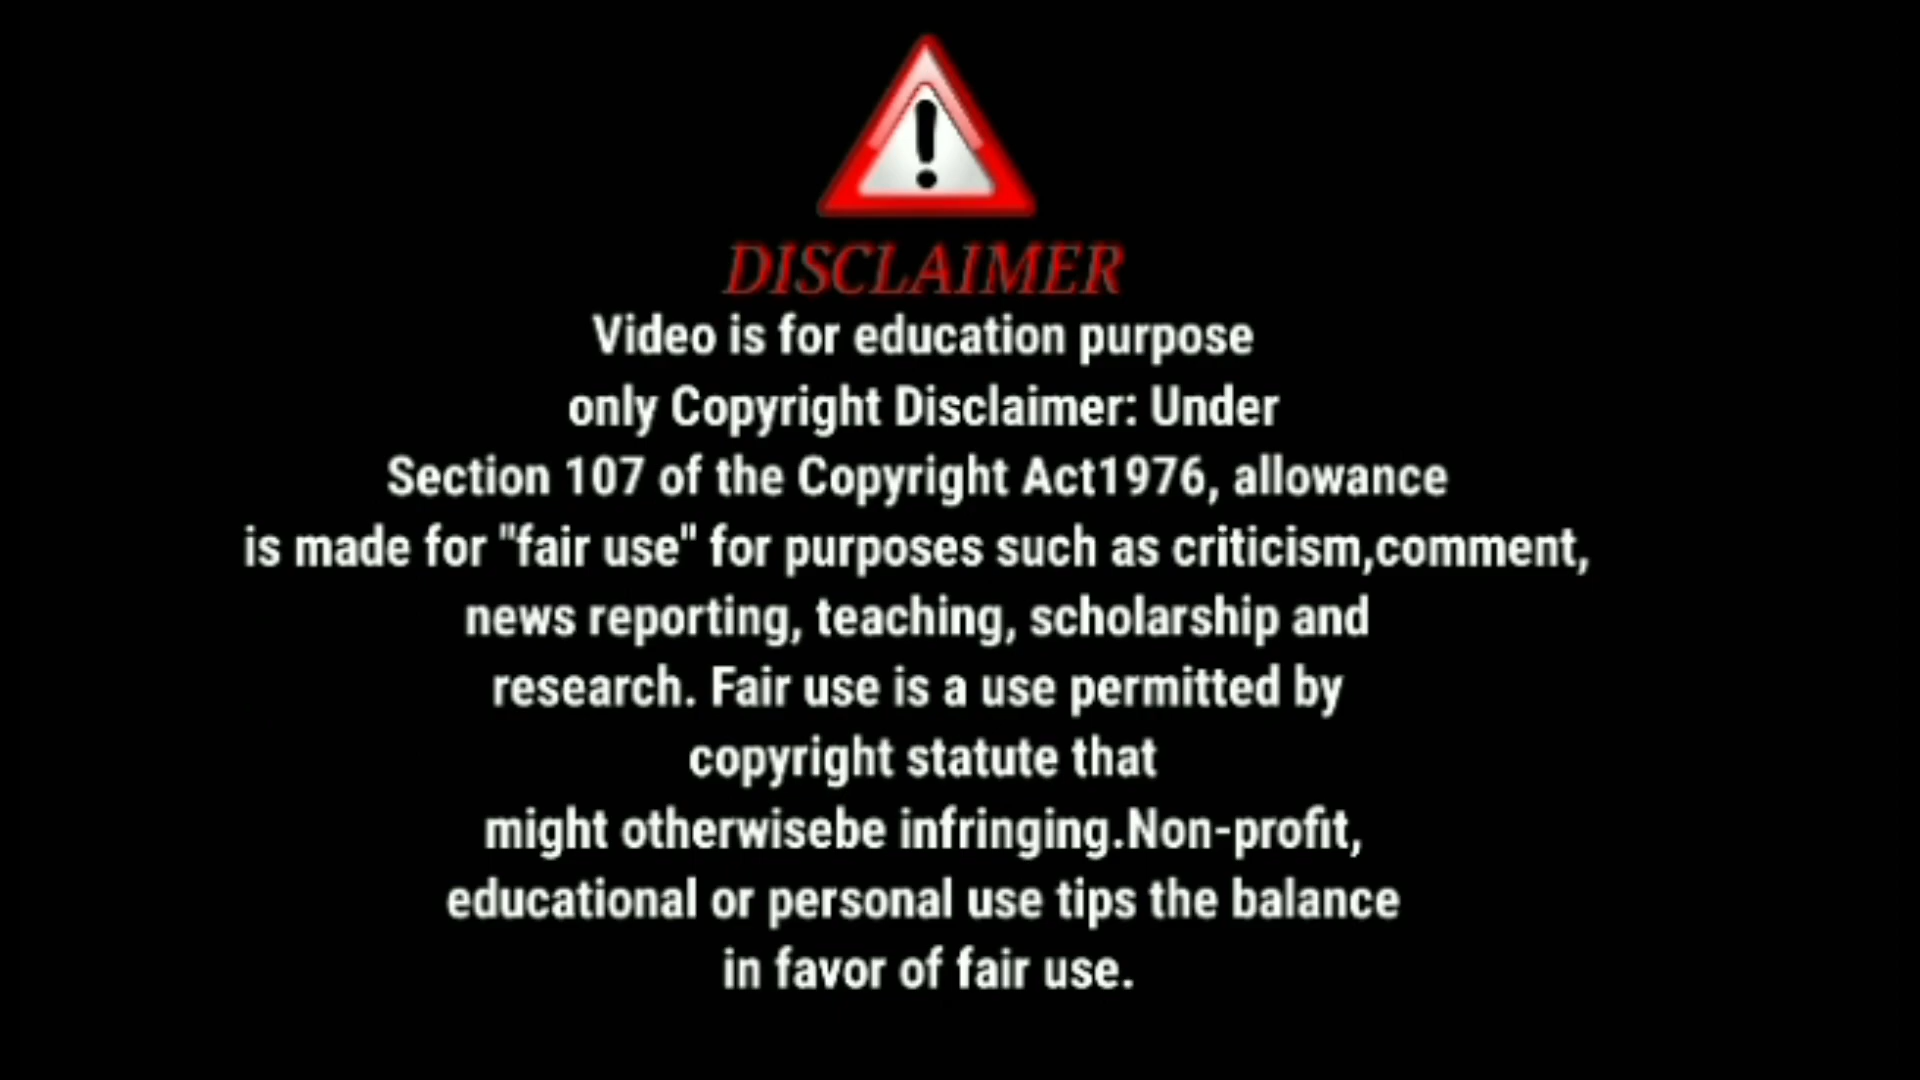 DISCLAIMER
Video is for education purpose
only Copyright Disclaimer: Under
Section 107 of the Copyright Act1976, allowance
is made for "fair use" for purposes such as criticism,comment,
news reporting, teaching, scholarship and
research. Fair use is a use permitted by
copyright statute that
might otherwisebe infringing.Non-profit,
educational or personal use tips the balance
in favor of fair use.